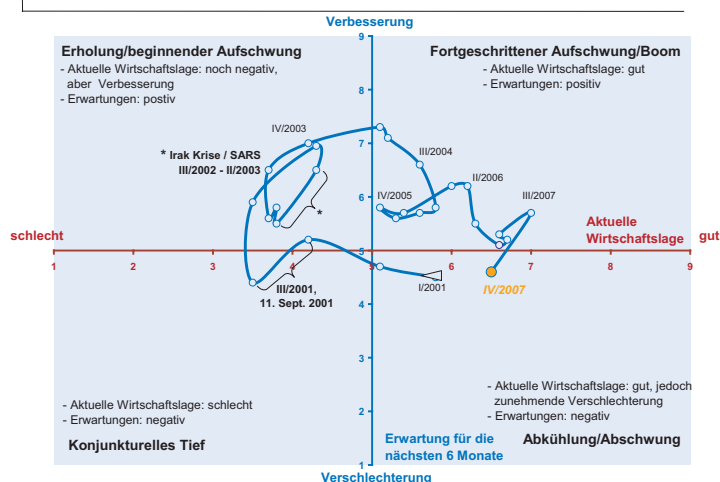 Verbesserung
9
Erholung/beginnender Aufschwung
- Aktuelle Wirtschaftslage: noch negativ,
aber Verbesserung
- Erwartungen: postiv
Fortgeschrittener Aufschwung/Boom
- Aktuelle Wirtschaftslage: gut
- Erwartungen: positiv
8
7
IV/2003
* Irak Krise / SARS
III/2002 - II/2003
III/2004
II/2006
IV/2005
III/2007
6
*
Aktuelle
Wirtschaftslage
schlecht
gut
1
2
3
4
5
6
7
8
9
III/2001,
11. Sept. 2001
I/2001
IV/2007
4
3
2
1
- Aktuelle Wirtschaftslage: schlecht
- Erwartungen: negativ
Konjunkturelles Tief
- Aktuelle Wirtschaftslage: gut, jedoch
zunehmende Verschlechterung
- Erwartungen: negativ
Erwartung für die
nächsten 6 Monate
Abkühlung/Abschwung
Verschlechterung